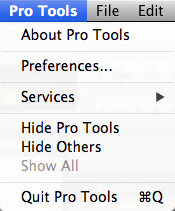 Pro Tools File Edit
About Pro Tools
Preferences...
Services
Hide Pro Tools
Hide Others
Show All
Quit Pro Tools ⌘Q